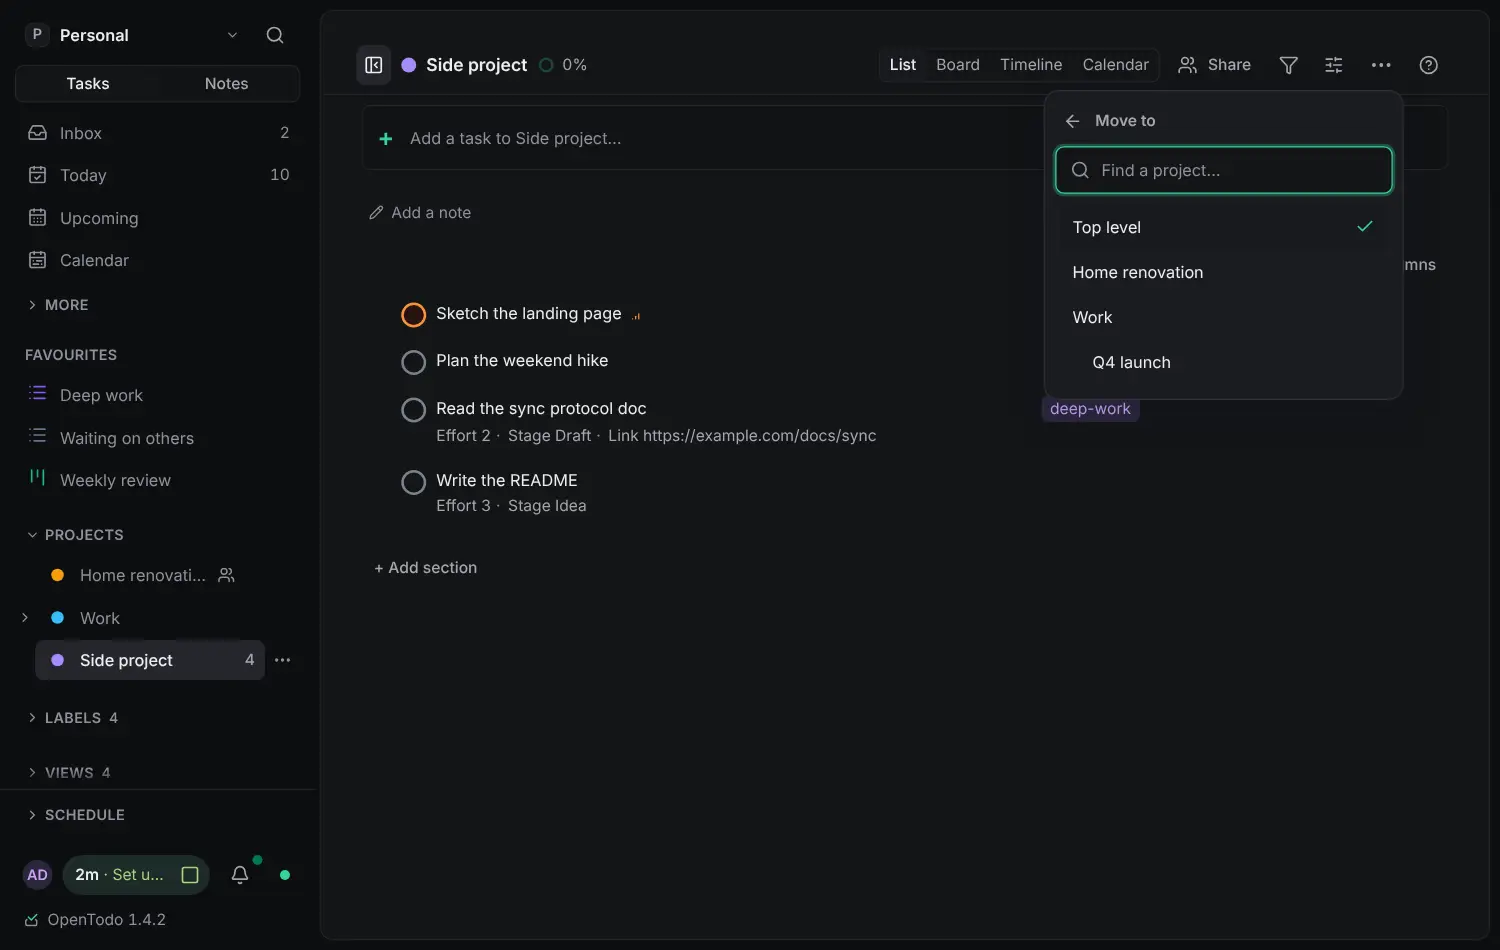 P Personal
Tasks Notes
Inbox 2
Today 10
Upcoming
Calendar
MORE
FAVOURITES
Deep work
Waiting on others
Weekly review
PROJECTS
Home renovati...
Work
Side project 4
LABELS 4
VIEWS 4
SCHEDULE
AD 2m · Set u...
OpenTodo 1.4.2
Side project 0%
List Board Timeline Calendar Share
Add a task to Side project...
Add a note
mns
Sketch the landing page
Plan the weekend hike
Read the sync protocol doc
deep-work
Effort 2 · Stage Draft · Link https://example.com/docs/sync
Write the README
Effort 3 · Stage Idea
+ Add section
Move to
Find a project...
Top level
Home renovation
Work
Q4 launch